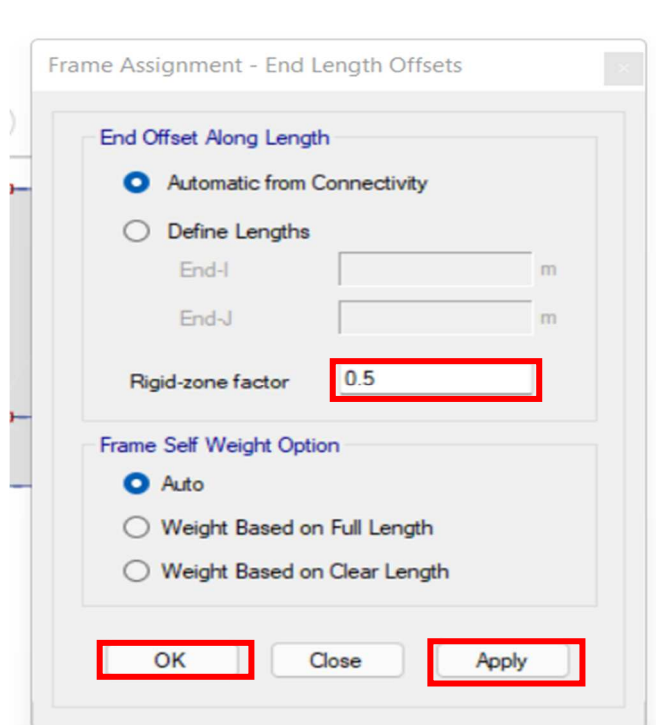 Frame Assignment - End Length Offsets
End Offset Along Length
Automatic from Connectivity
Define Lengths
End-I m
End-J m
Rigid-zone factor 0.5
Frame Self Weight Option
Auto
Weight Based on Full Length
Weight Based on Clear Length
OK Close Apply